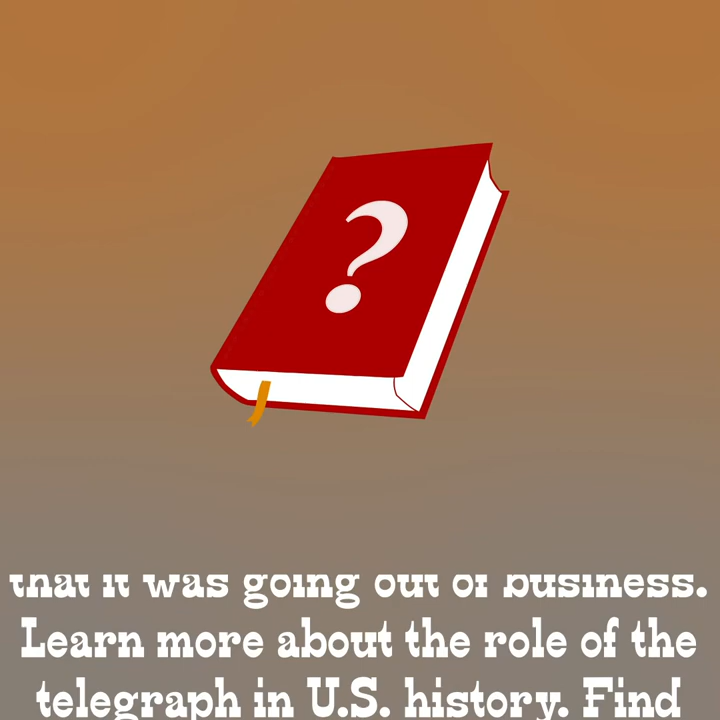 ?
that it was going out of business.
Learn more about the role of the
telegraph in U.S. history. Find